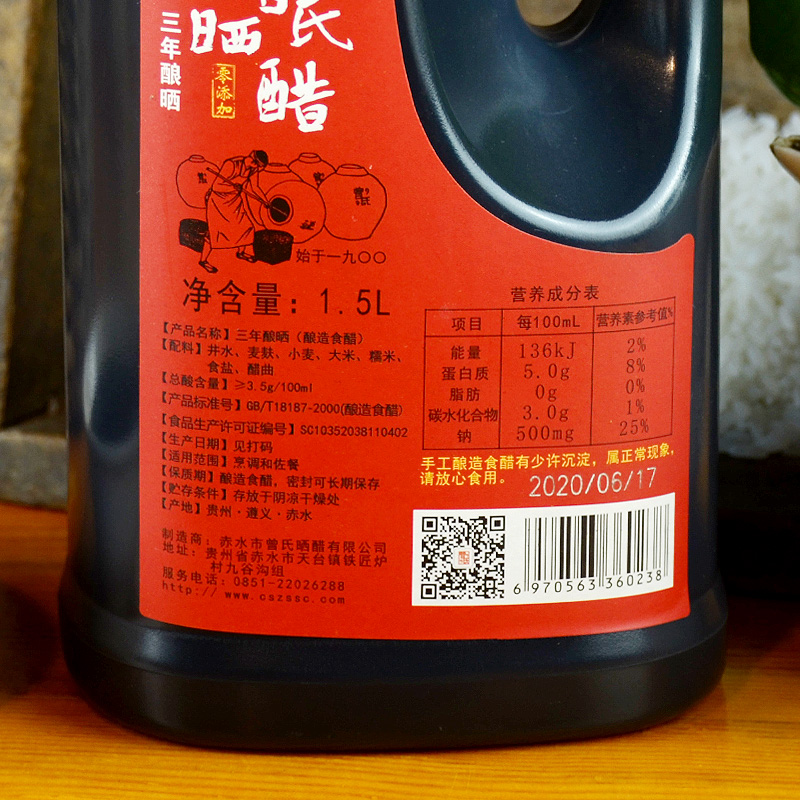 三年酿晒
晒醋
氏
零添加
曾氏
始于一九〇〇
净含量：1.5L
【产品名称】三年酿晒（酿造食醋）
【配料】井水、麦麸、小麦、大米、糯米、
食盐、醋曲
【总酸含量】≥3.5g/100ml
【产品标准号】GB/T18187-2000(酿造食醋)
【食品生产许可证编号】SC10352038110402
【生产日期】见打码
【适用范围】烹调和佐餐
【保质期】酿造食醋，密封可长期保存
【贮存条件】存放于阴凉干燥处
【产地】贵州·遵义·赤水
制造商：赤水市曾氏晒醋有限公司
地址：贵州省赤水市天台镇铁匠炉
村九谷沟组
服务电话：0851-22026288
http://www.cszssc.com
营养成分表
项目 每100mL 营养素参考值%
能量 136kJ 2%
蛋白质 5.0g 8%
脂肪 0g 0%
碳水化合物 3.0g 1%
钠 500mg 25%
手工酿造食醋有少许沉淀，属正常现象，
请放心食用。
2020/06/17
6 970563 360238